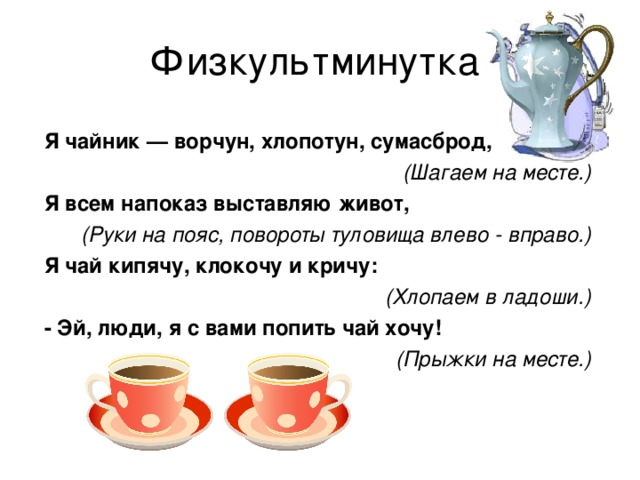 Физкультминутка
Я чайник — ворчун, хлопотун, сумасброд,
(Шагаем на месте.)
Я всем напоказ выставляю живот,
(Руки на пояс, повороты туловища влево - вправо.)
Я чай кипячу, клокочу и кричу:
(Хлопаем в ладоши.)
- Эй, люди, я с вами попить чай хочу!
(Прыжки на месте.)